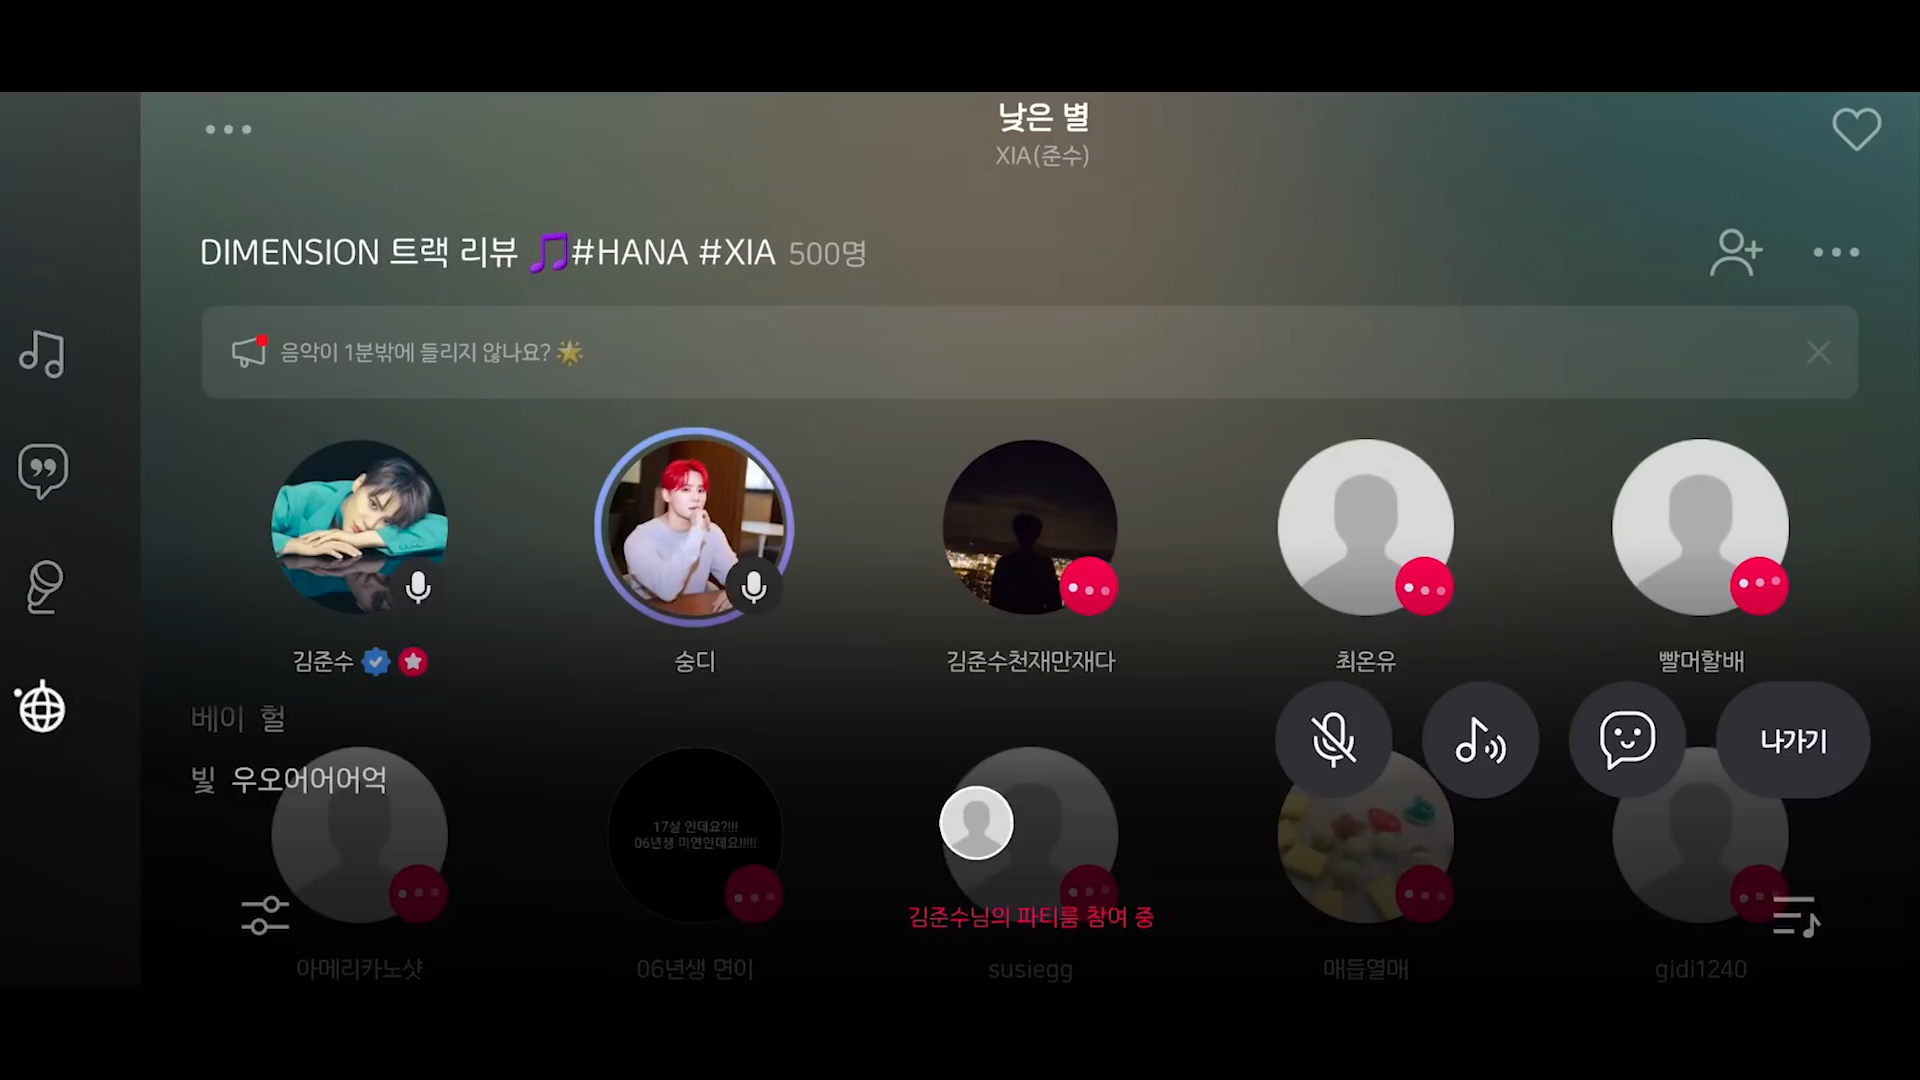 낮은 별
XIA(준수)
DIMENSION 트랙 리뷰 🎵#HANA #XIA 500명
음악이 1분밖에 들리지 않나요? 🌟
김준수
숭디
김준수천재만재다
최온유
빨머할배
베이 헐
빌 우오어어어억
나가기
17살 인데요?!!!
06년생 미연인데요!!!!!
김준수님의 파티룸 참여 중
아메리카노샷
06년생 면이
susiegg
매듭열매
gidi1240